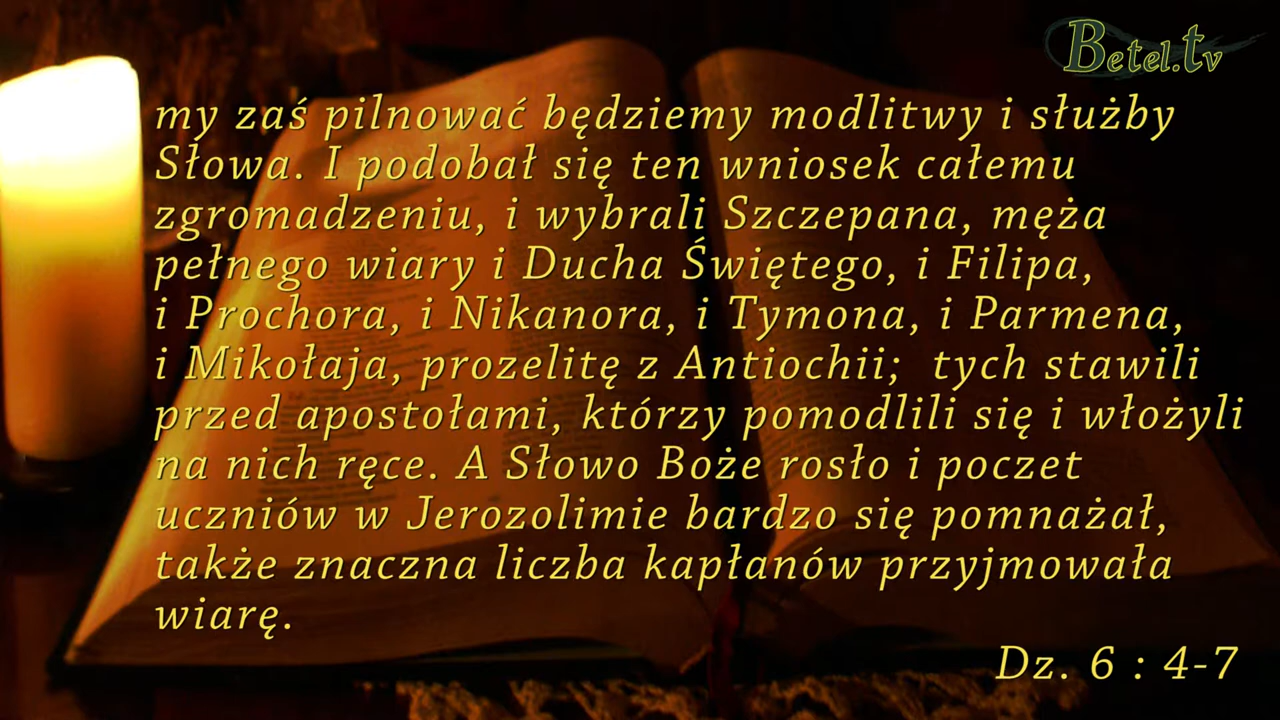 Betel.tv
my zaś pilnować będziemy modlitwy i służby
Słowa. I podobał się ten wniosek całemu
zgromadzeniu, i wybrali Szczepana, męża
pełnego wiary i Ducha Świętego, i Filipa,
i Prochora, i Nikanora, i Tymona, i Parmena,
i Mikołaja, prozelitę z Antiochii; tych stawili
przed apostołami, którzy pomodlili się i włożyli
na nich ręce. A Słowo Boże rosło i poczet
uczniów w Jerozolimie bardzo się pomnażał,
także znaczna liczba kapłanów przyjmowała
wiarę.
Dz. 6 : 4-7